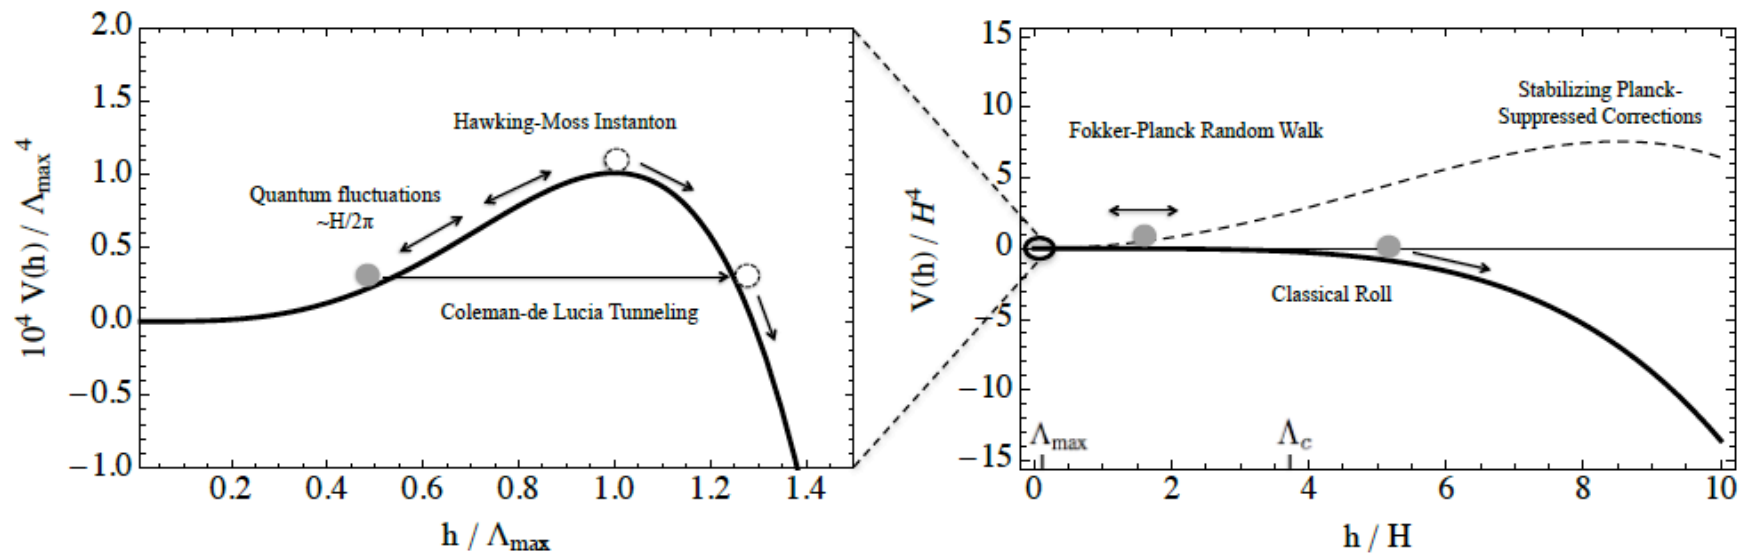 10⁴ V(h) / Λmax⁴
2.0
1.5
1.0
0.5
0.0
−0.5
−1.0
Hawking-Moss Instanton
Quantum fluctuations
~H/2π
Coleman-de Lucia Tunneling
0.2 0.4 0.6 0.8 1.0 1.2 1.4
h / Λmax
V(h) / H⁴
15
10
5
0
−5
−10
−15
Stabilizing Planck-
Suppressed Corrections
Fokker-Planck Random Walk
Classical Roll
Λmax Λc
0 2 4 6 8 10
h / H